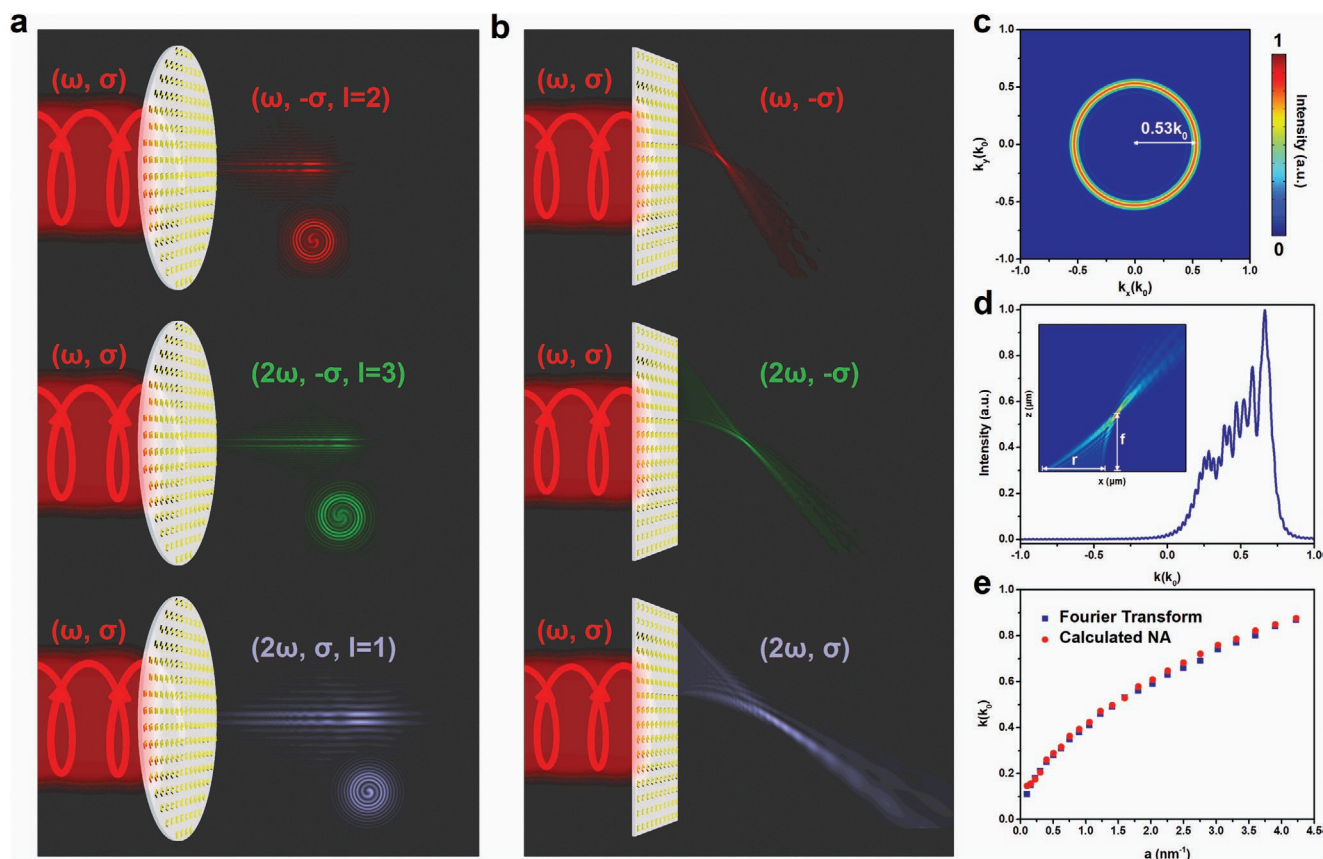 a
(ω, σ)
(ω, -σ, l=2)
(ω, σ)
(2ω, -σ, l=3)
(ω, σ)
(2ω, σ, l=1)
b
(ω, σ)
(ω, -σ)
(ω, σ)
(2ω, -σ)
(ω, σ)
(2ω, σ)
c
1.0
0.5
0.0
-0.5
-1.0
k_y(k_0)
0.53k_0
-1.0 -0.5 0.0 0.5 1.0
k_x(k_0)
1
0
Intensity (a.u.)
d
1.0
0.8
0.6
0.4
0.2
0.0
Intensity (a.u.)
z (μm)
f
r
x (μm)
-1.0 -0.5 0.0 0.5 1.00
k(k_0)
e
1.0
0.8
0.6
0.4
0.2
0.0
k(k_0)
Fourier Transform
Calculated NA
0.0 0.5 1.0 1.5 2.0 2.5 3.0 3.5 4.0 4.50
a (nm⁻¹)